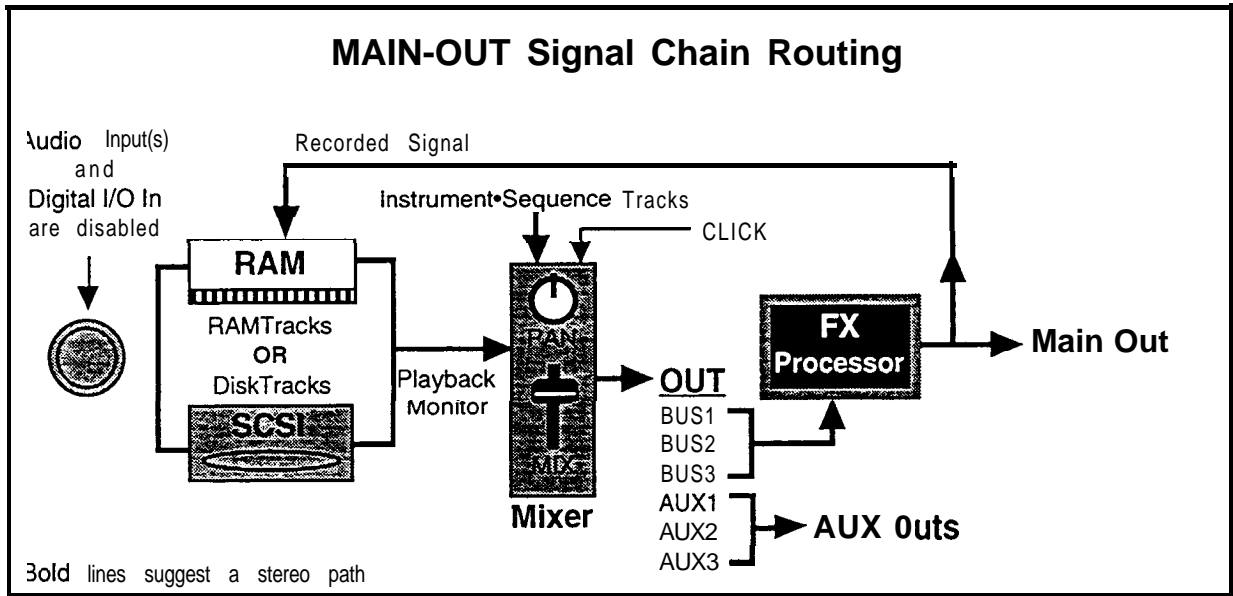 MAIN-OUT Signal Chain Routing
Audio Input(s)
and
Digital I/O In
are disabled
Recorded Signal
Instrument•Sequence Tracks
CLICK
RAM
RAMTracks
OR
DiskTracks
SCSI
Playback
Monitor
PAN
MIX
Mixer
OUT
BUS1
BUS2
BUS3
AUX1
AUX2
AUX3
FX
Processor
Main Out
AUX 0uts
Bold lines suggest a stereo path